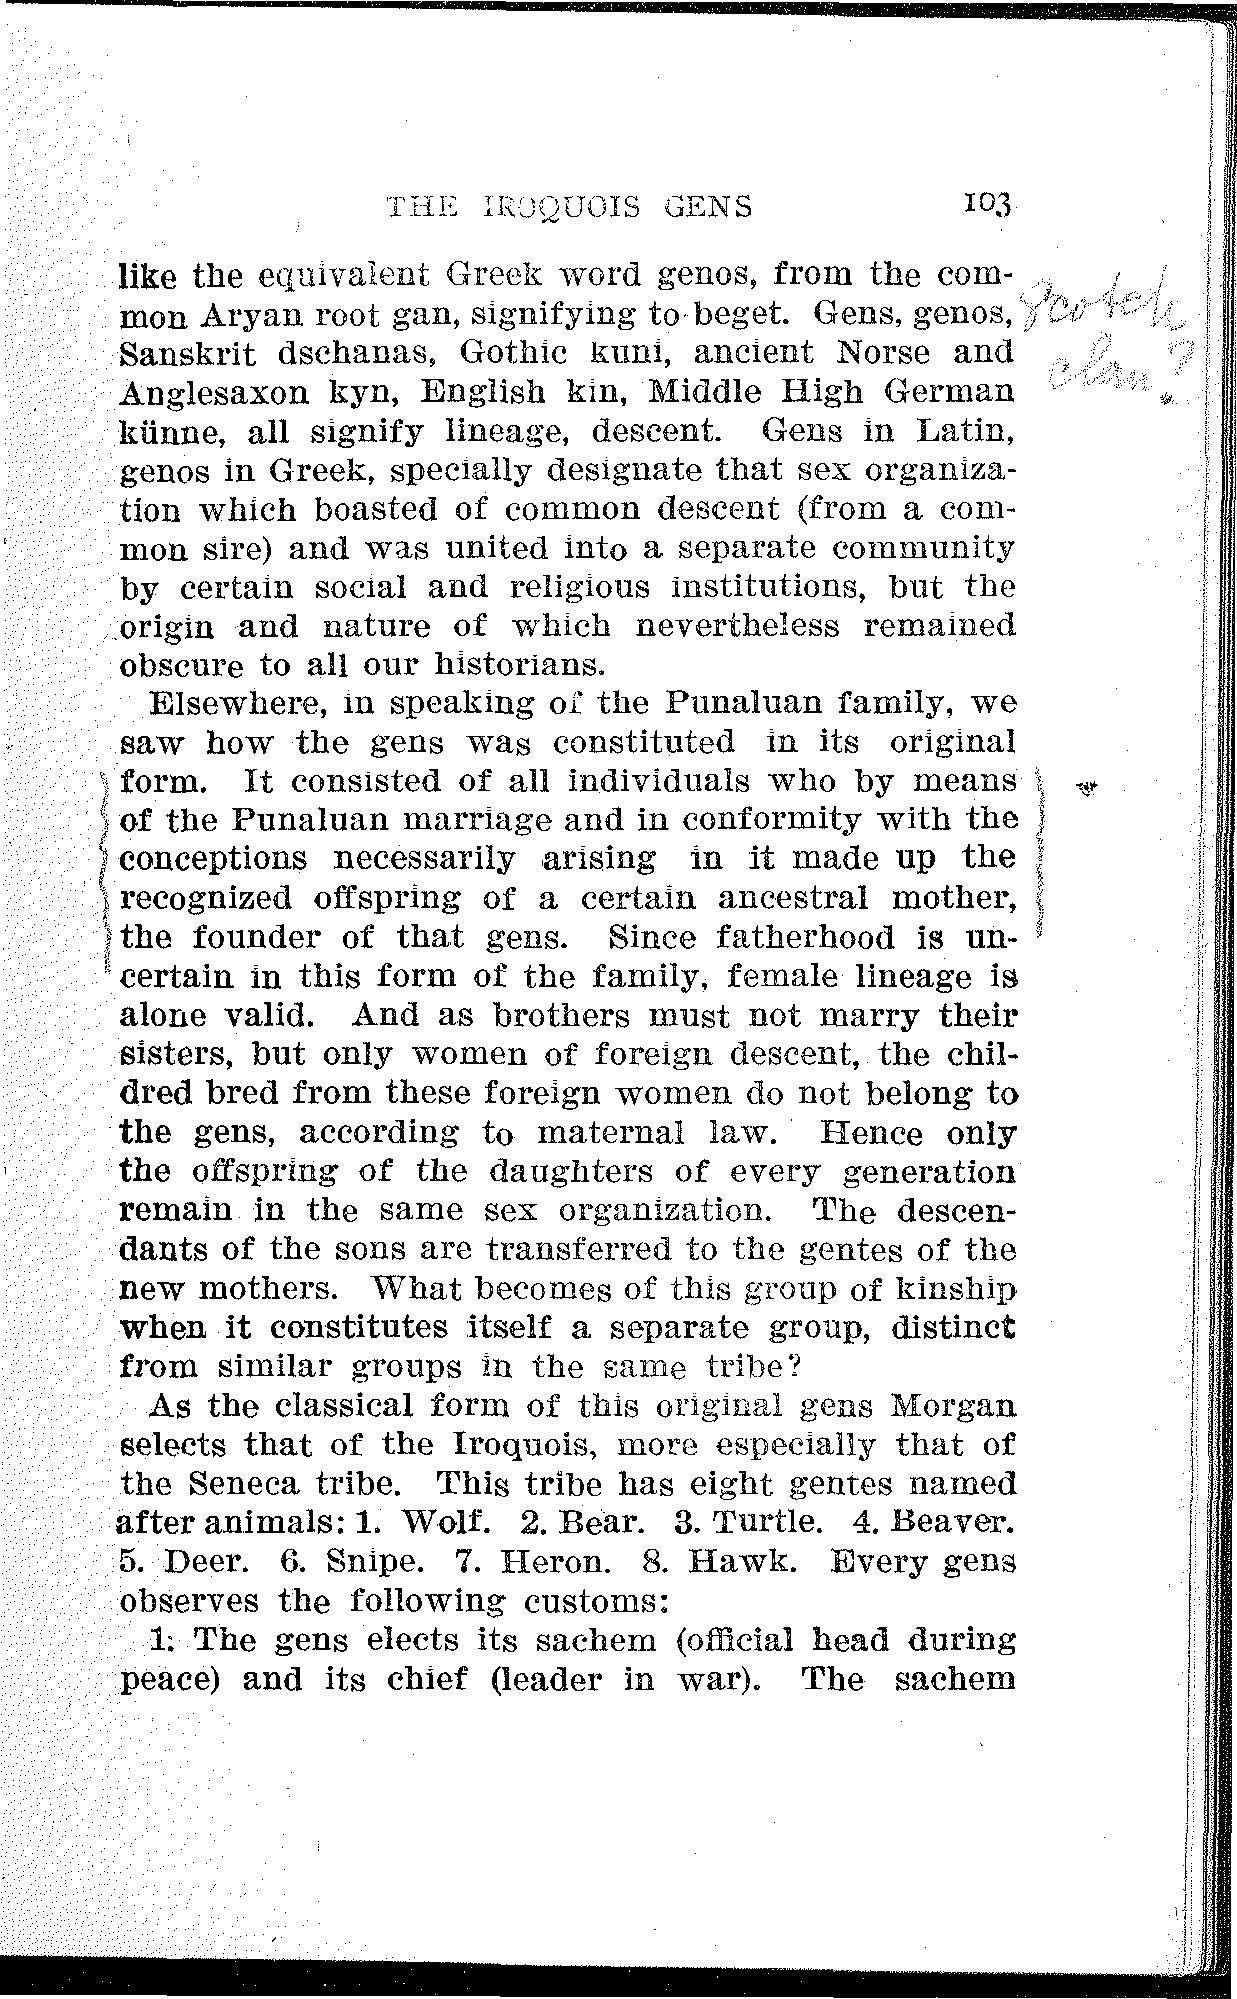 THE IROQUOIS GENS 103
like the equivalent Greek word genos, from the com-
mon Aryan root gan, signifying to beget. Gens, genos,
Sanskrit dschanas, Gothic kuni, ancient Norse and
Anglesaxon kyn, English kin, Middle High German
künne, all signify lineage, descent. Gens in Latin,
genos in Greek, specially designate that sex organiza-
tion which boasted of common descent (from a com-
mon sire) and was united into a separate community
by certain social and religious institutions, but the
origin and nature of which nevertheless remained
obscure to all our historians.
Elsewhere, in speaking of the Punaluan family, we
saw how the gens was constituted in its original
form. It consisted of all individuals who by means
of the Punaluan marriage and in conformity with the
conceptions necessarily arising in it made up the
recognized offspring of a certain ancestral mother,
the founder of that gens. Since fatherhood is un-
certain in this form of the family, female lineage is
alone valid. And as brothers must not marry their
sisters, but only women of foreign descent, the chil-
dred bred from these foreign women do not belong to
the gens, according to maternal law. Hence only
the offspring of the daughters of every generation
remain in the same sex organization. The descen-
dants of the sons are transferred to the gentes of the
new mothers. What becomes of this group of kinship
when it constitutes itself a separate group, distinct
from similar groups in the same tribe?
As the classical form of this original gens Morgan
selects that of the Iroquois, more especially that of
the Seneca tribe. This tribe has eight gentes named
after animals: 1. Wolf. 2. Bear. 3. Turtle. 4. Beaver.
5. Deer. 6. Snipe. 7. Heron. 8. Hawk. Every gens
observes the following customs:
1. The gens elects its sachem (official head during
peace) and its chief (leader in war). The sachem
Scotch
clan?